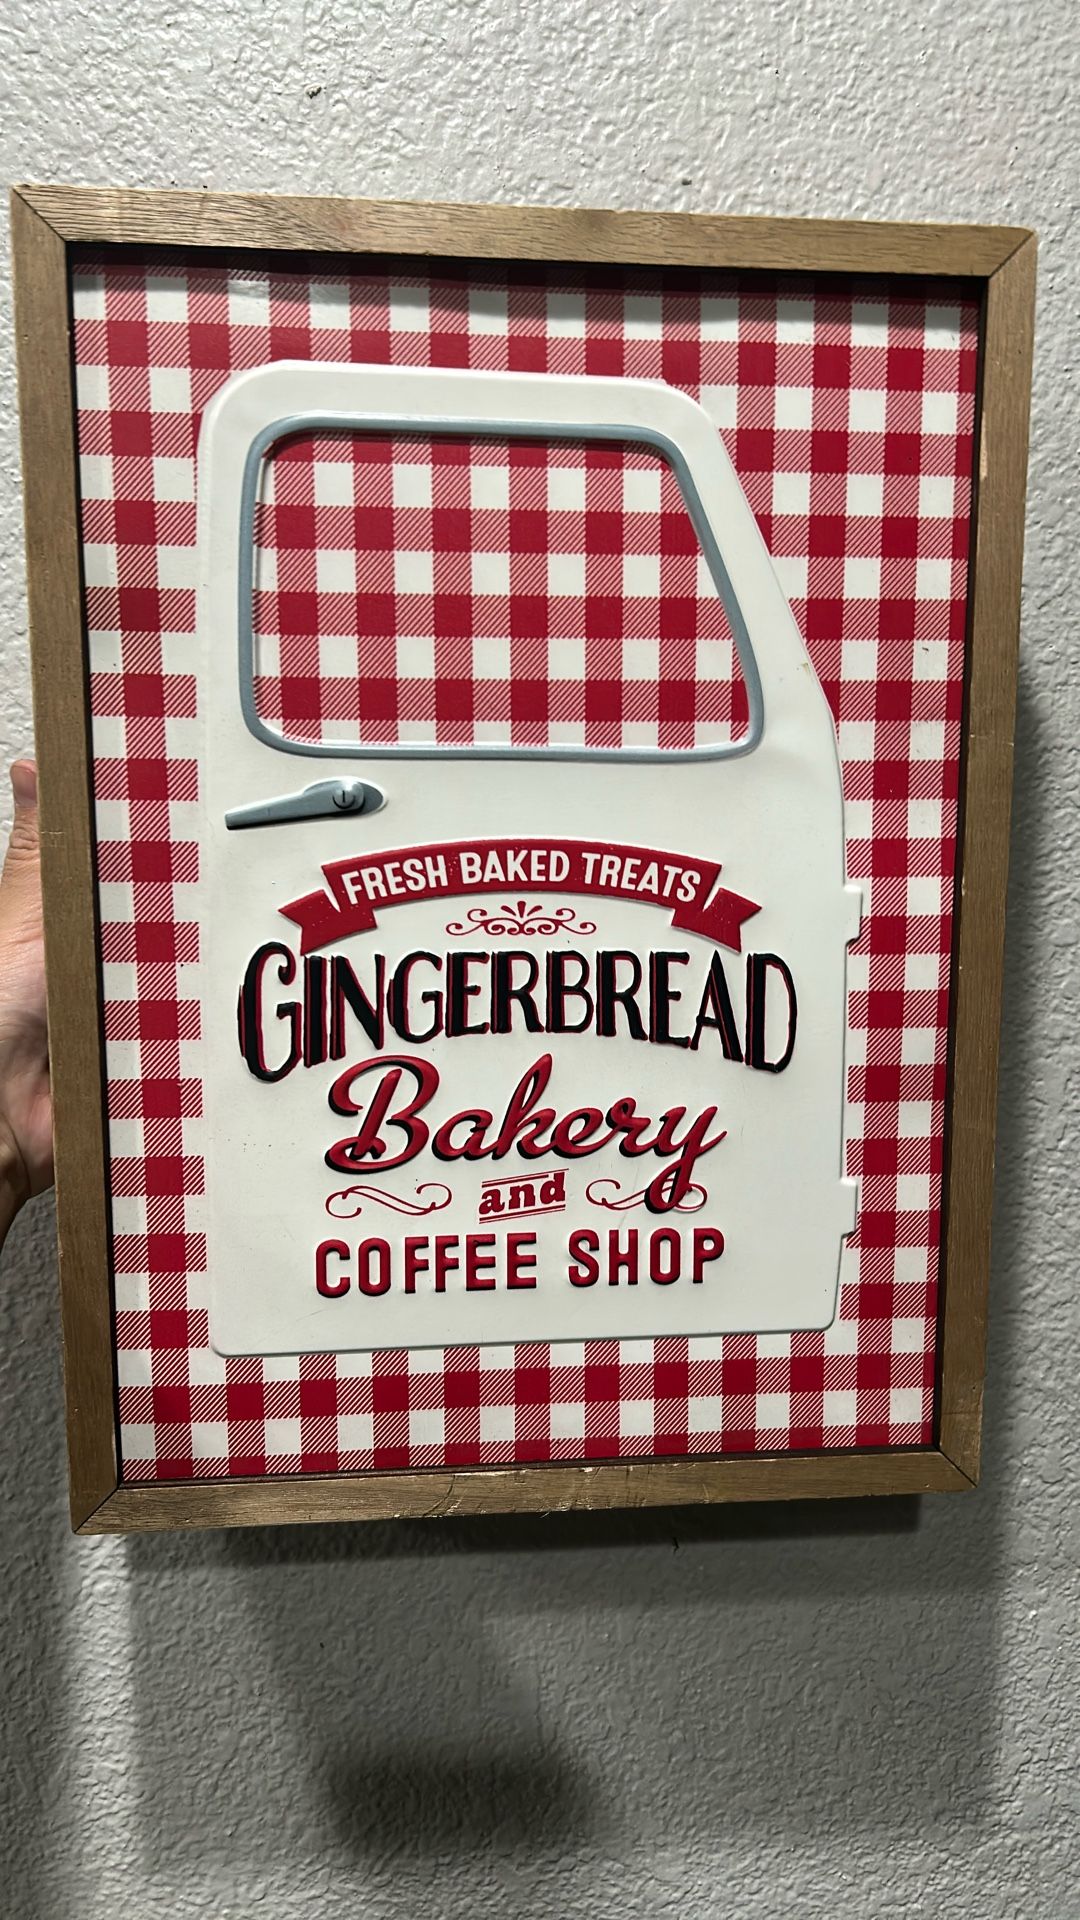 FRESH BAKED TREATS
GINGERBREAD
Bakery
and
COFFEE SHOP